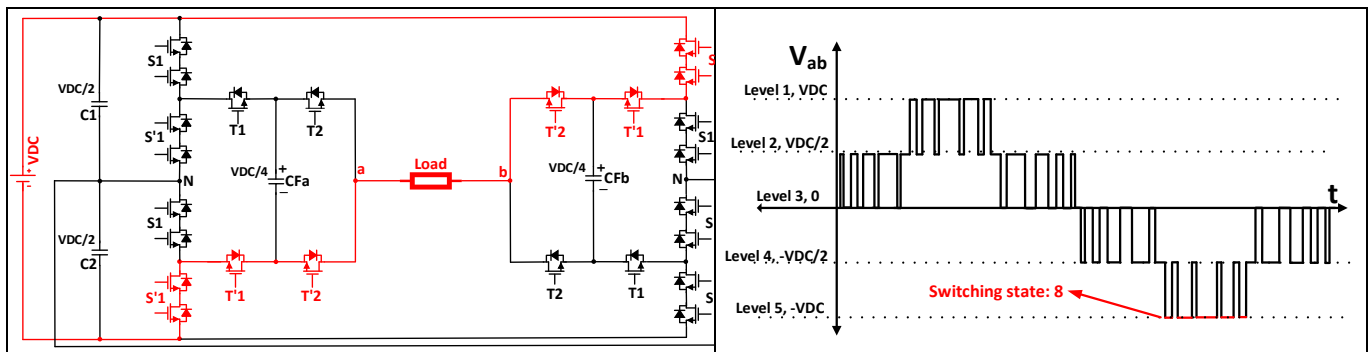 S1
VDC/2
C1
T1
T2
S'1
VDC
N
VDC/4
+
CFa
−
a
Load
b
T'2
T'1
VDC/4
+
CFb
−
N
S1
S1
VDC/2
C2
S'1
T'1
T'2
T2
T1
Vab
Level 1, VDC
Level 2, VDC/2
Level 3, 0
t
Level 4, -VDC/2
Level 5, -VDC
Switching state: 8